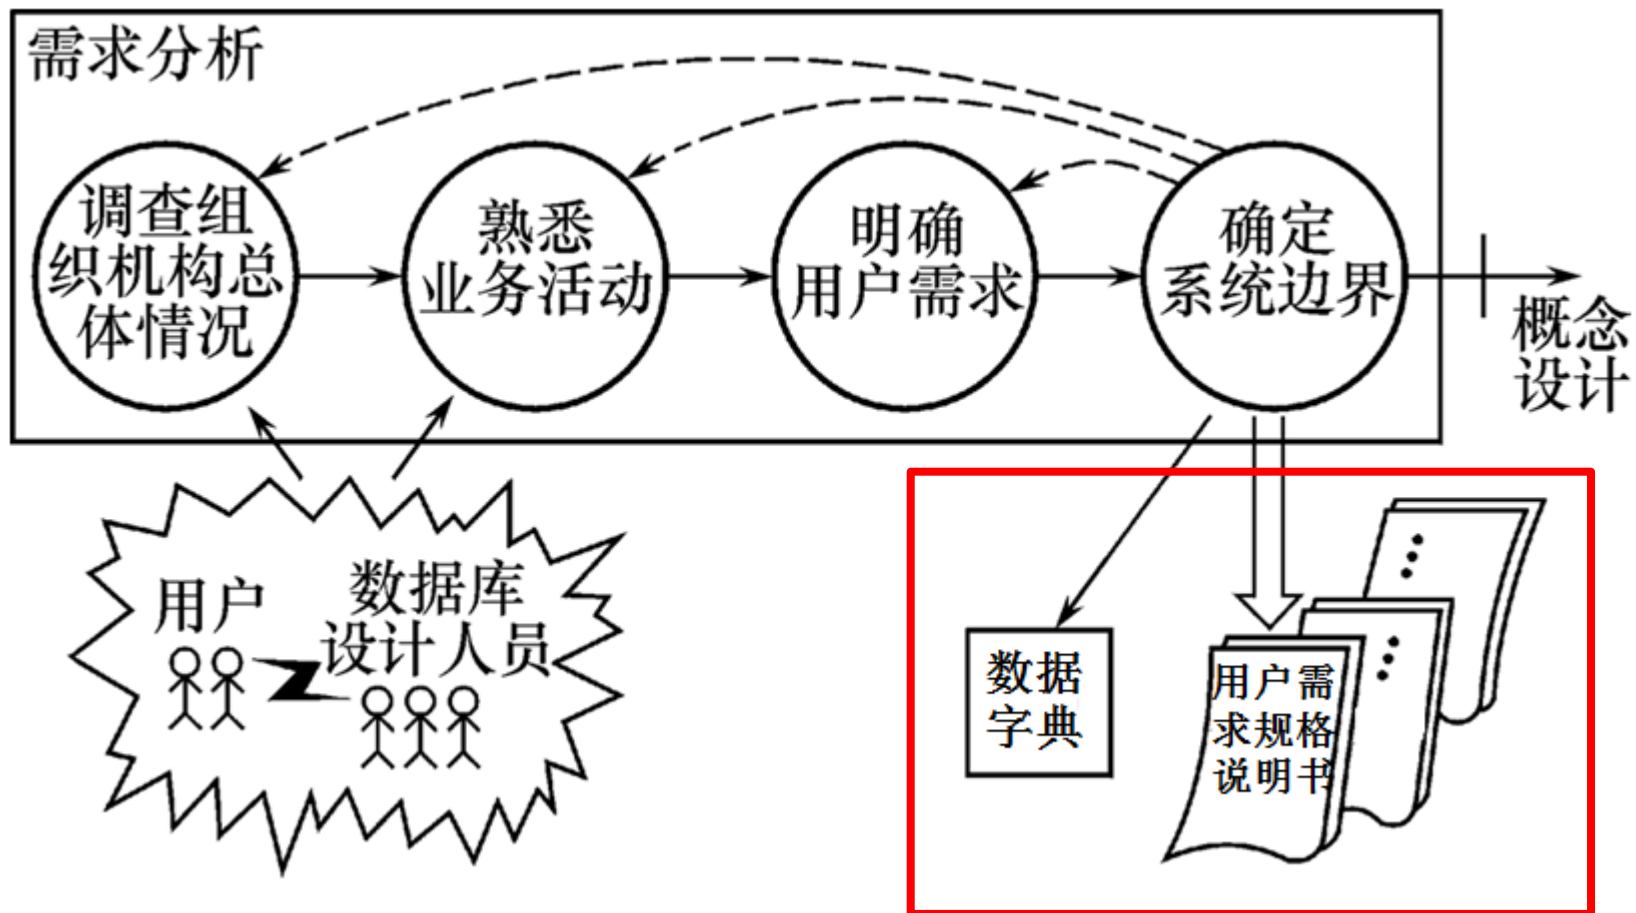 需求分析
调查组
织机构总
体情况
熟悉
业务活动
明确
用户需求
确定
系统边界
概念
设计
用户
数据库
设计人员
数据
字典
用户需
求规格
说明书